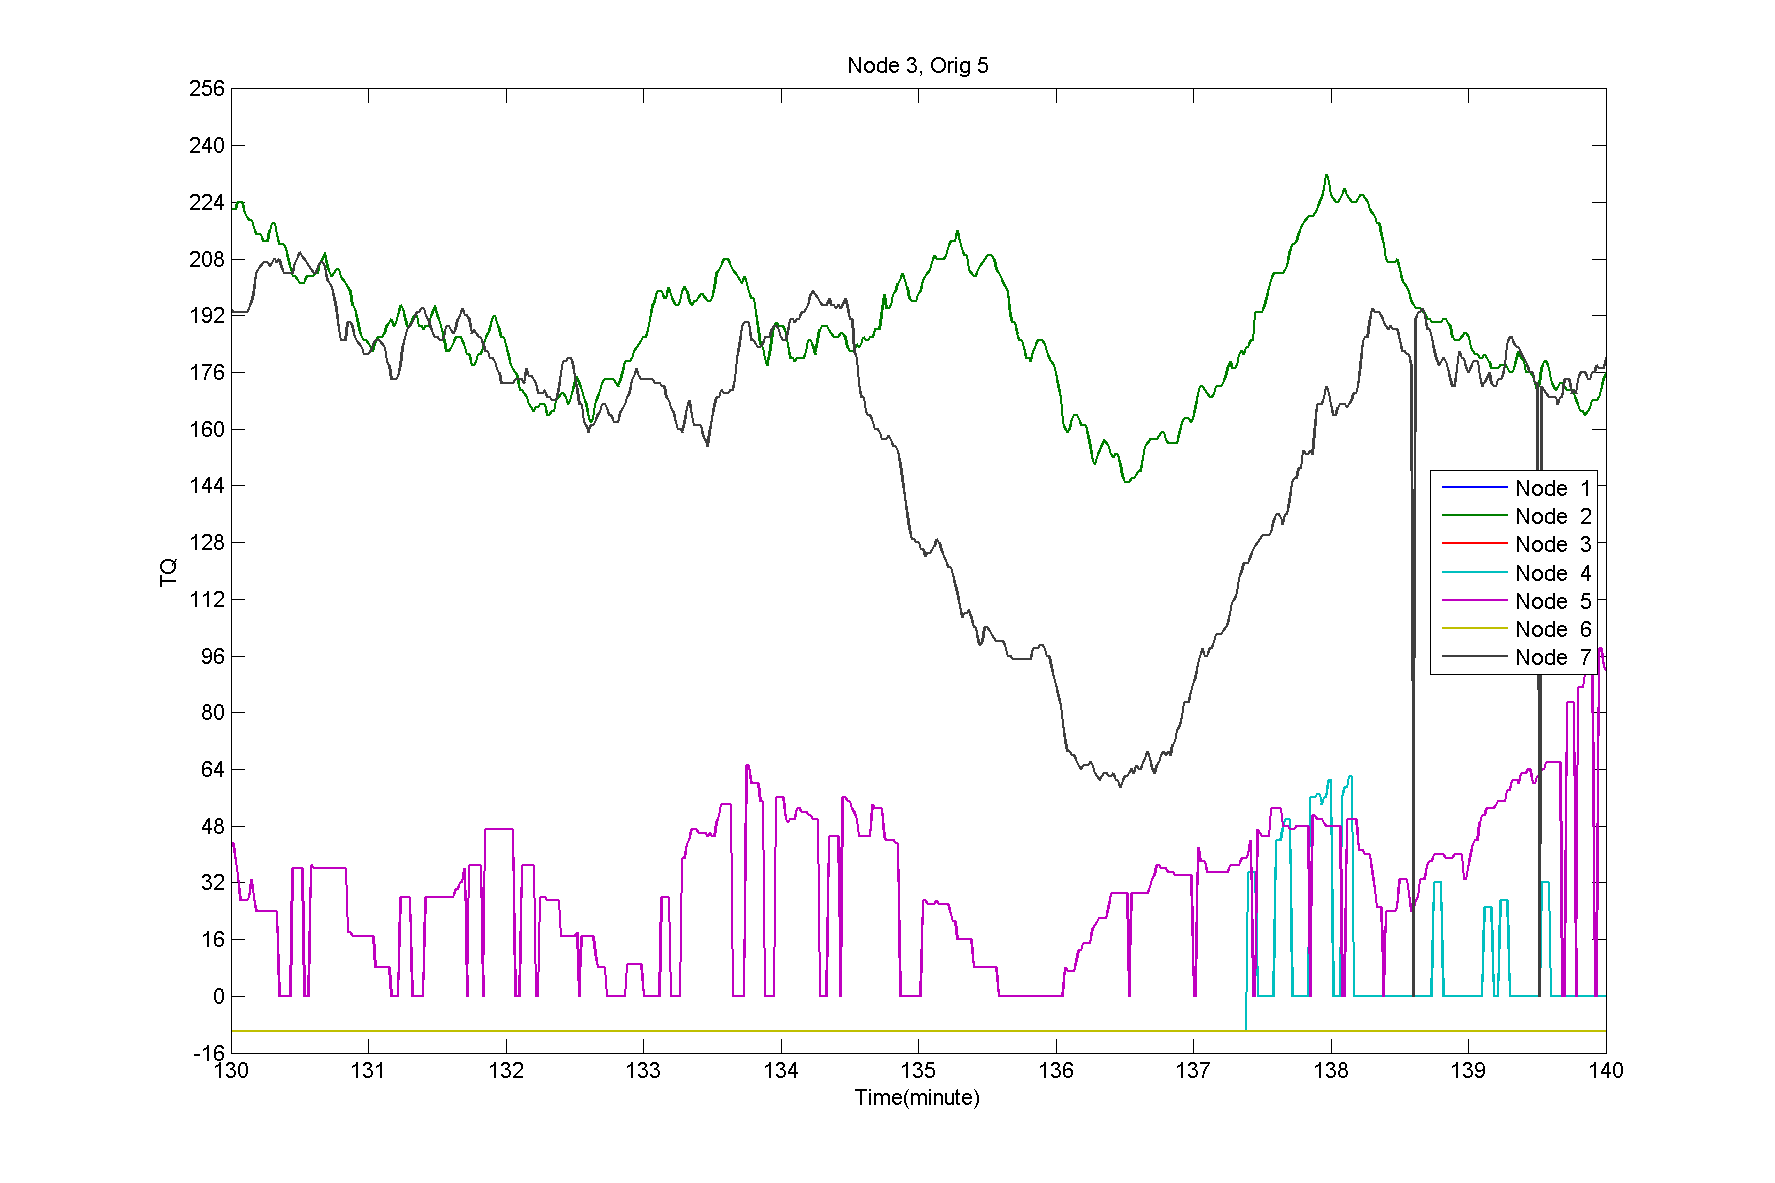 Node 3, Orig 5
256
240
224
208
192
176
160
144
128
112
96
80
64
48
32
16
0
-16
TQ
Node 1
Node 2
Node 3
Node 4
Node 5
Node 6
Node 7
130 131 132 133 134 135 136 137 138 139 140
Time(minute)